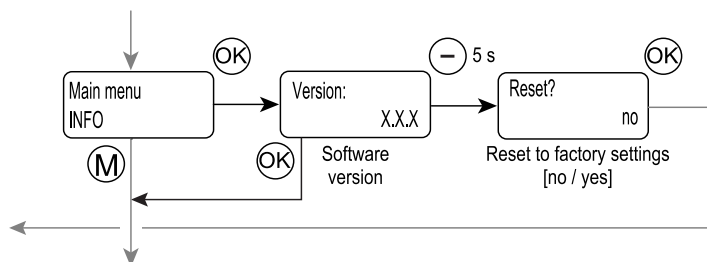 OK
− 5 s
OK
Main menu
INFO
Version:
X.X.X
Reset?
no
M
OK
Software
version
Reset to factory settings
[no / yes]